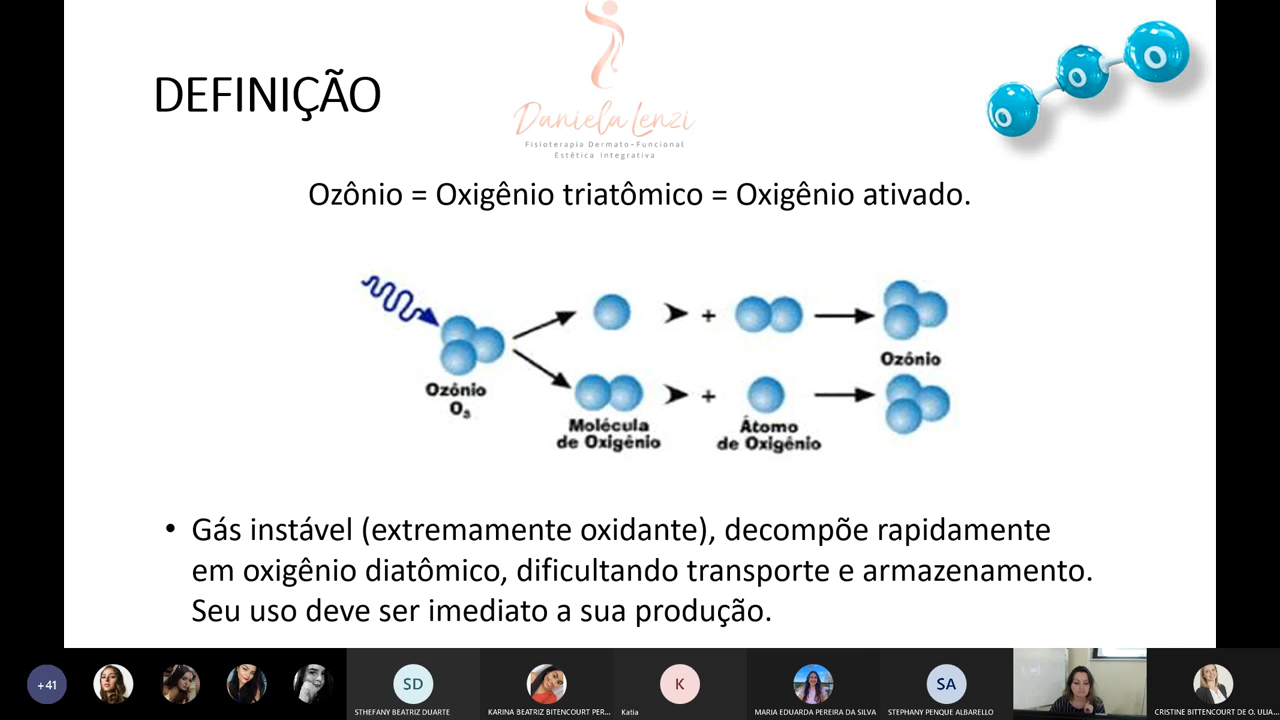 DEFINIÇÃO
Daniela Lenzi
Fisioterapia Dermato-Funcional
Estética Integrativa
O
O
O
Ozônio = Oxigênio triatômico = Oxigênio ativado.
+
Ozônio
Ozônio
O₃
+
Molécula
de Oxigênio
Átomo
de Oxigênio
• Gás instável (extremamente oxidante), decompõe rapidamente
em oxigênio diatômico, dificultando transporte e armazenamento.
Seu uso deve ser imediato a sua produção.
+41
SD
STHEFANY BEATRIZ DUARTE
KARINA BEATRIZ BITENCOURT PER...
K
Katia
MARIA EDUARDA PEREIRA DA SILVA
SA
STEPHANY PENQUE ALBARELLO
CRISTINE BITTENCOURT DE O. ULIA...